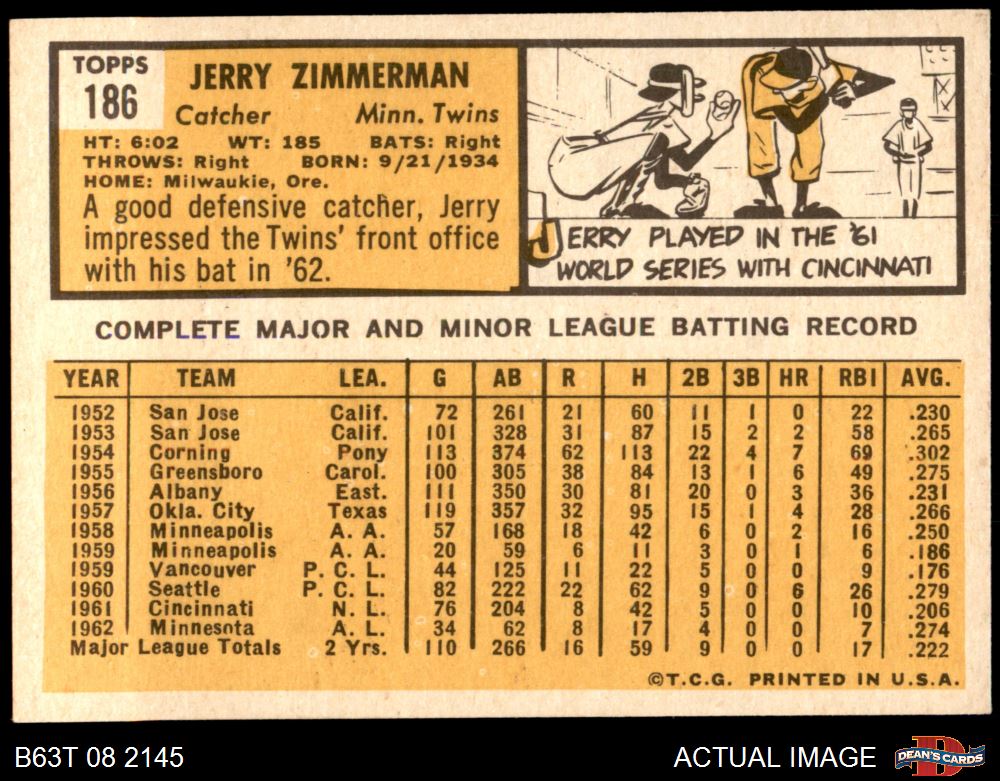 TOPPS
186
JERRY ZIMMERMAN
Catcher Minn. Twins
HT: 6:02 WT: 185 BATS: Right
THROWS: Right BORN: 9/21/1934
HOME: Milwaukie, Ore.
A good defensive catcher, Jerry
impressed the Twins' front office
with his bat in '62.
JERRY PLAYED IN THE '61
WORLD SERIES WITH CINCINNATI
COMPLETE MAJOR AND MINOR LEAGUE BATTING RECORD
YEAR TEAM LEA. G AB R H 2B 3B HR RBI AVG.
1952 San Jose Calif. 72 261 21 60 11 1 0 22 .230
1953 San Jose Calif. 101 328 31 87 15 2 2 58 .265
1954 Corning Pony 113 374 62 113 22 4 7 69 .302
1955 Greensboro Carol. 100 305 38 84 13 1 6 49 .275
1956 Albany East. 111 350 30 81 20 0 3 36 .231
1957 Okla. City Texas 119 357 32 95 15 1 4 28 .266
1958 Minneapolis A. A. 57 168 18 42 6 0 2 16 .250
1959 Minneapolis A. A. 20 59 6 11 3 0 1 6 .186
1959 Vancouver P. C. L. 44 125 11 22 5 0 0 9 .176
1960 Seattle P. C. L. 82 222 22 62 9 0 6 26 .279
1961 Cincinnati N. L. 76 204 8 42 5 0 0 10 .206
1962 Minnesota A. L. 34 62 8 17 4 0 0 7 .274
Major League Totals 2 Yrs. 110 266 16 59 9 0 0 17 .222
©T.C.G. PRINTED IN U.S.A.
B63T 08 2145 ACTUAL IMAGE
DEAN'S CARDS